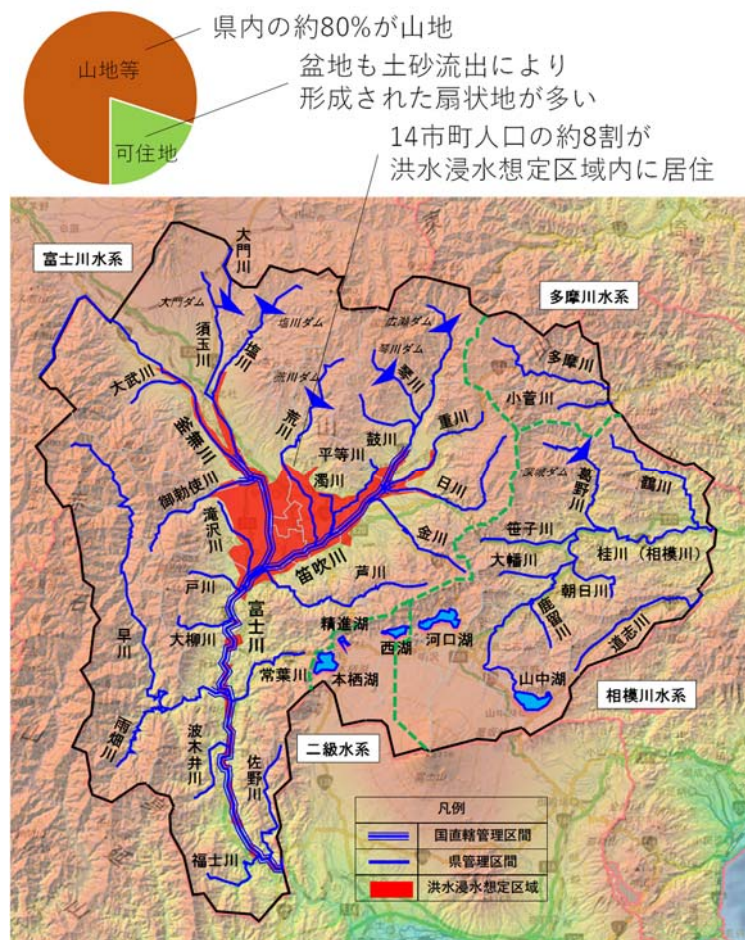 県内の約80%が山地
山地等
盆地も土砂流出により
形成された扇状地が多い
可住地
14市町人口の約8割が
洪水浸水想定区域内に居住
富士川水系
大門川
多摩川水系
大門ダム
塩川ダム
広瀬ダム
須玉川
塩川
琴川ダム
多摩川
大武川
荒川ダム
琴川
小菅川
釜無川
荒川
鼓川
重川
平等川
深城ダム
葛野川
鶴川
御勅使川
濁川
日川
滝沢川
笹子川
桂川（相模川）
笛吹川
金川
大幡川
戸川
芦川
朝日川
富士川
鹿留川
早川
大柳川
精進湖
西湖
河口湖
道志川
常葉川
本栖湖
山中湖
相模川水系
雨畑川
波木井川
佐野川
二級水系
福士川
凡例
国直轄管理区間
県管理区間
洪水浸水想定区域